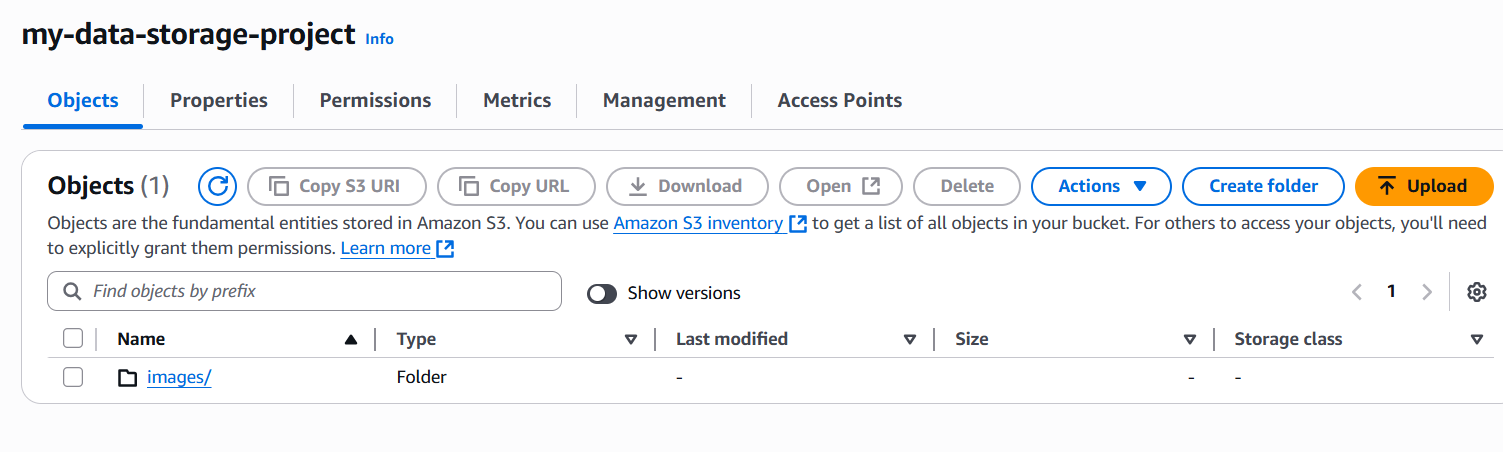 my-data-storage-project Info
Objects Properties Permissions Metrics Management Access Points
Objects (1) Copy S3 URI Copy URL Download Open Delete Actions Create folder Upload
Objects are the fundamental entities stored in Amazon S3. You can use Amazon S3 inventory to get a list of all objects in your bucket. For others to access your objects, you'll need
to explicitly grant them permissions. Learn more
Find objects by prefix Show versions 1
Name Type Last modified Size Storage class
images/ Folder - - -